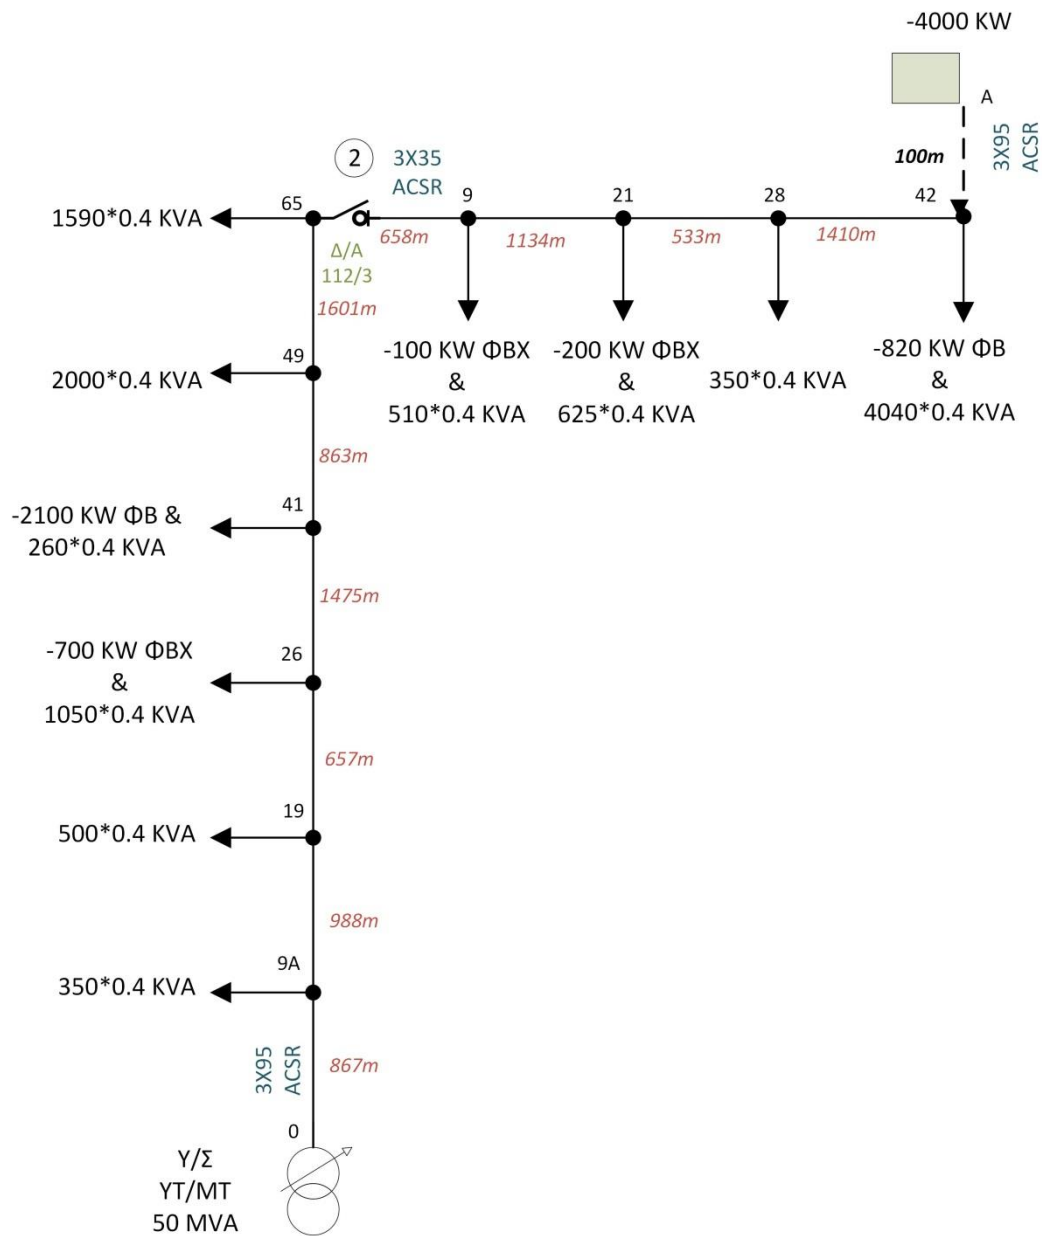 -4000 KW
A
3X95
ACSR
100m
2
3X35
ACSR
65
9
21
28
42
1590*0.4 KVA
658m
1134m
533m
1410m
Δ/Α
112/3
1601m
-100 KW ΦΒΧ
&
510*0.4 KVA
-200 KW ΦΒΧ
&
625*0.4 KVA
350*0.4 KVA
-820 KW ΦΒ
&
4040*0.4 KVA
49
2000*0.4 KVA
863m
41
-2100 KW ΦΒ &
260*0.4 KVA
1475m
26
-700 KW ΦΒΧ
&
1050*0.4 KVA
657m
19
500*0.4 KVA
988m
9A
350*0.4 KVA
3X95
ACSR
867m
0
Υ/Σ
ΥΤ/ΜΤ
50 MVA